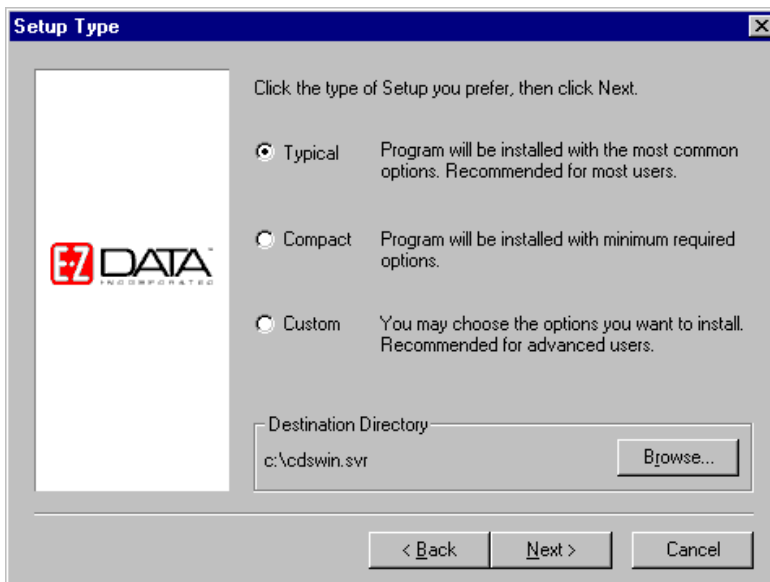 Setup Type
Click the type of Setup you prefer, then click Next.
Typical
Program will be installed with the most common
options. Recommended for most users.
Compact
Program will be installed with minimum required
options.
Custom
You may choose the options you want to install.
Recommended for advanced users.
E·Z DATA™
INCORPORATED
Destination Directory
c:\cdswin.svr
Browse...
< Back
Next >
Cancel